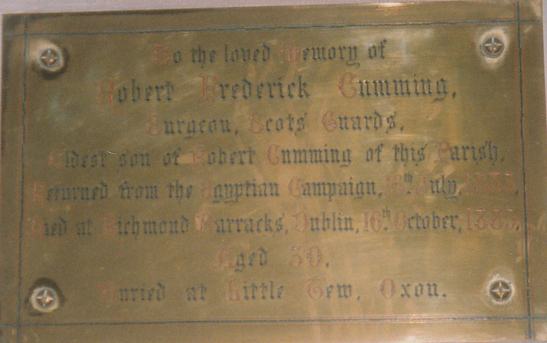 To the loved Memory of
Robert Frederick Cumming,
Surgeon, Scots Guards,
Eldest son of Robert Cumming of this Parish.
Returned from the Egyptian Campaign, July,
Died at Richmond Barracks, Dublin, 16th October, 1885,
Aged 30,
Buried at Little Tew, Oxon.